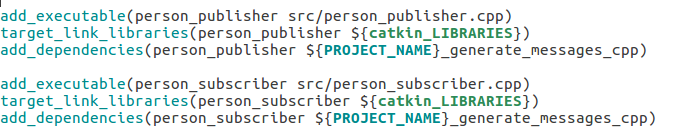 add_executable(person_publisher src/person_publisher.cpp)
target_link_libraries(person_publisher ${catkin_LIBRARIES})
add_dependencies(person_publisher ${PROJECT_NAME}_generate_messages_cpp)
add_executable(person_subscriber src/person_subscriber.cpp)
target_link_libraries(person_subscriber ${catkin_LIBRARIES})
add_dependencies(person_subscriber ${PROJECT_NAME}_generate_messages_cpp)